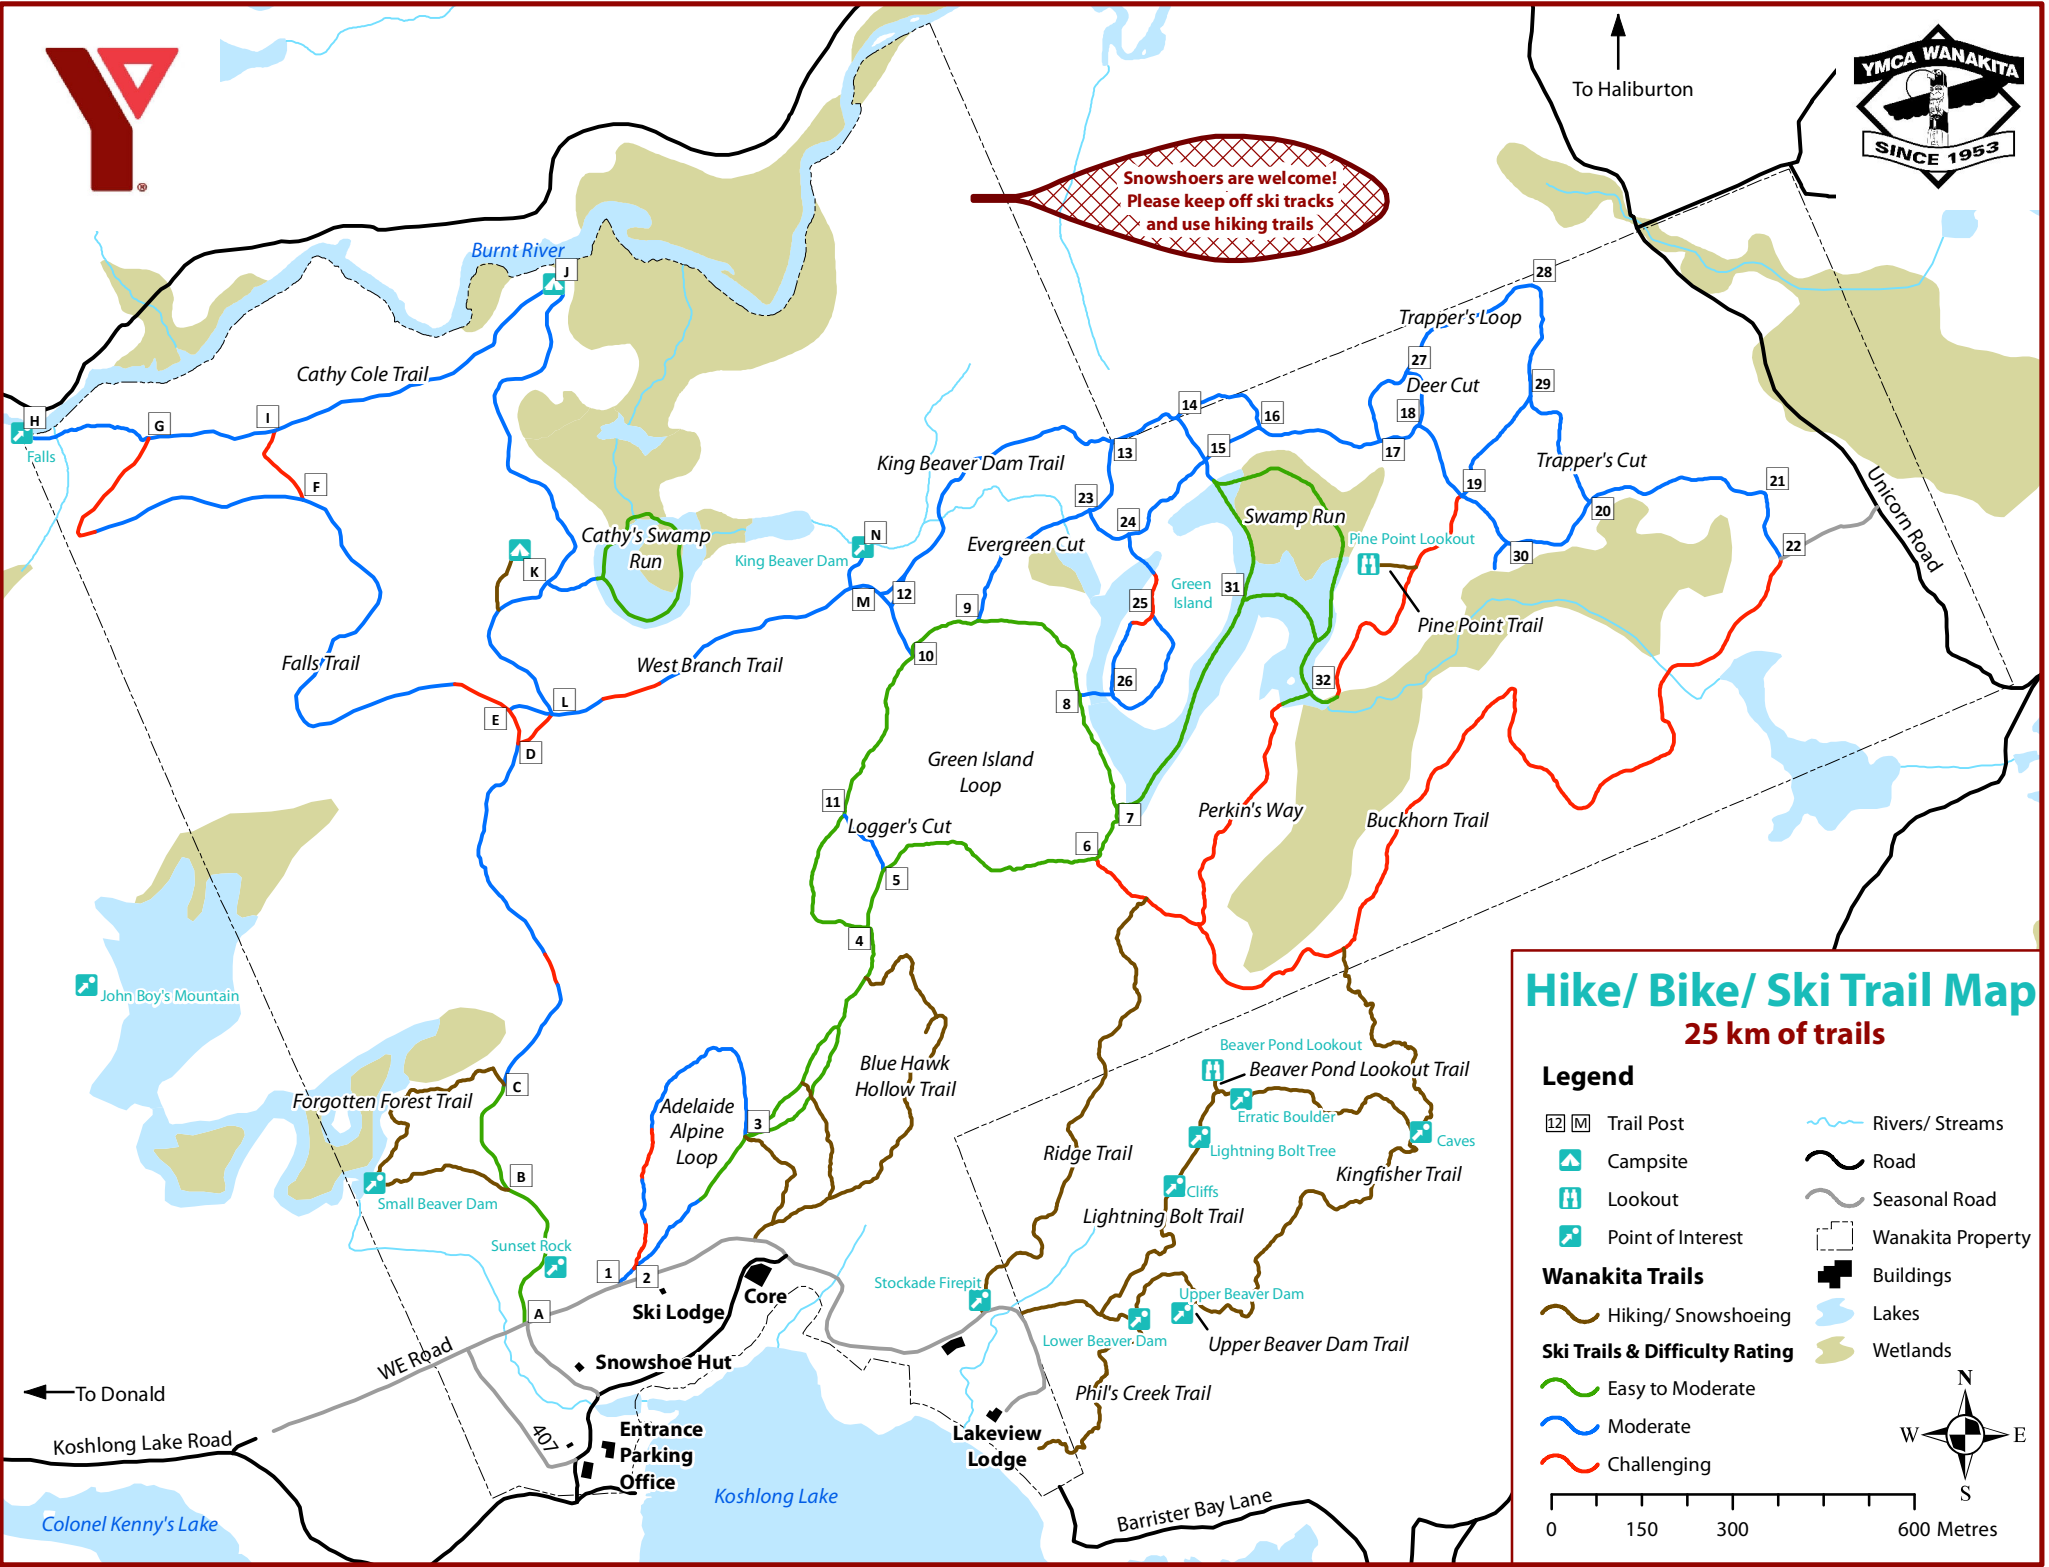 YMCA WANAKITA
SINCE 1953
To Haliburton
Snowshoers are welcome!
Please keep off ski tracks
and use hiking trails
Burnt River
J
28
Trapper's Loop
27
Cathy Cole Trail
Deer Cut
29
14
16
18
H
G
I
13
15
17
Falls
King Beaver Dam Trail
Trapper's Cut
F
23
19
21
20
24
Swamp Run
Unicorn Road
Cathy's Swamp
Run
N
Evergreen Cut
Pine Point Lookout
22
King Beaver Dam
30
K
Green
Island
31
M
12
9
25
Pine Point Trail
Falls Trail
West Branch Trail
10
26
32
E
L
8
D
Green Island
Loop
11
7
Perkin's Way
Buckhorn Trail
Logger's Cut
6
5
4
John Boy's Mountain
Beaver Pond Lookout
Blue Hawk
Hollow Trail
Beaver Pond Lookout Trail
C
Forgotten Forest Trail
Adelaide
Alpine
Loop
3
Erratic Boulder
Lightning Bolt Tree
Caves
Ridge Trail
Kingfisher Trail
B
Small Beaver Dam
Cliffs
Lightning Bolt Trail
Sunset Rock
1
2
Stockade Firepit
Upper Beaver Dam
Core
Ski Lodge
A
Lower Beaver Dam
Upper Beaver Dam Trail
WE Road
Snowshoe Hut
Phil's Creek Trail
To Donald
407
Entrance
Parking
Office
Lakeview
Lodge
Koshlong Lake Road
Koshlong Lake
Colonel Kenny's Lake
Barrister Bay Lane
Hike/ Bike/ Ski Trail Map
25 km of trails
Legend
12 M Trail Post
Campsite
Lookout
Point of Interest
Wanakita Trails
Hiking/ Snowshoeing
Ski Trails & Difficulty Rating
Easy to Moderate
Moderate
Challenging
Rivers/ Streams
Road
Seasonal Road
Wanakita Property
Buildings
Lakes
Wetlands
N
W E
S
0 150 300 600 Metres